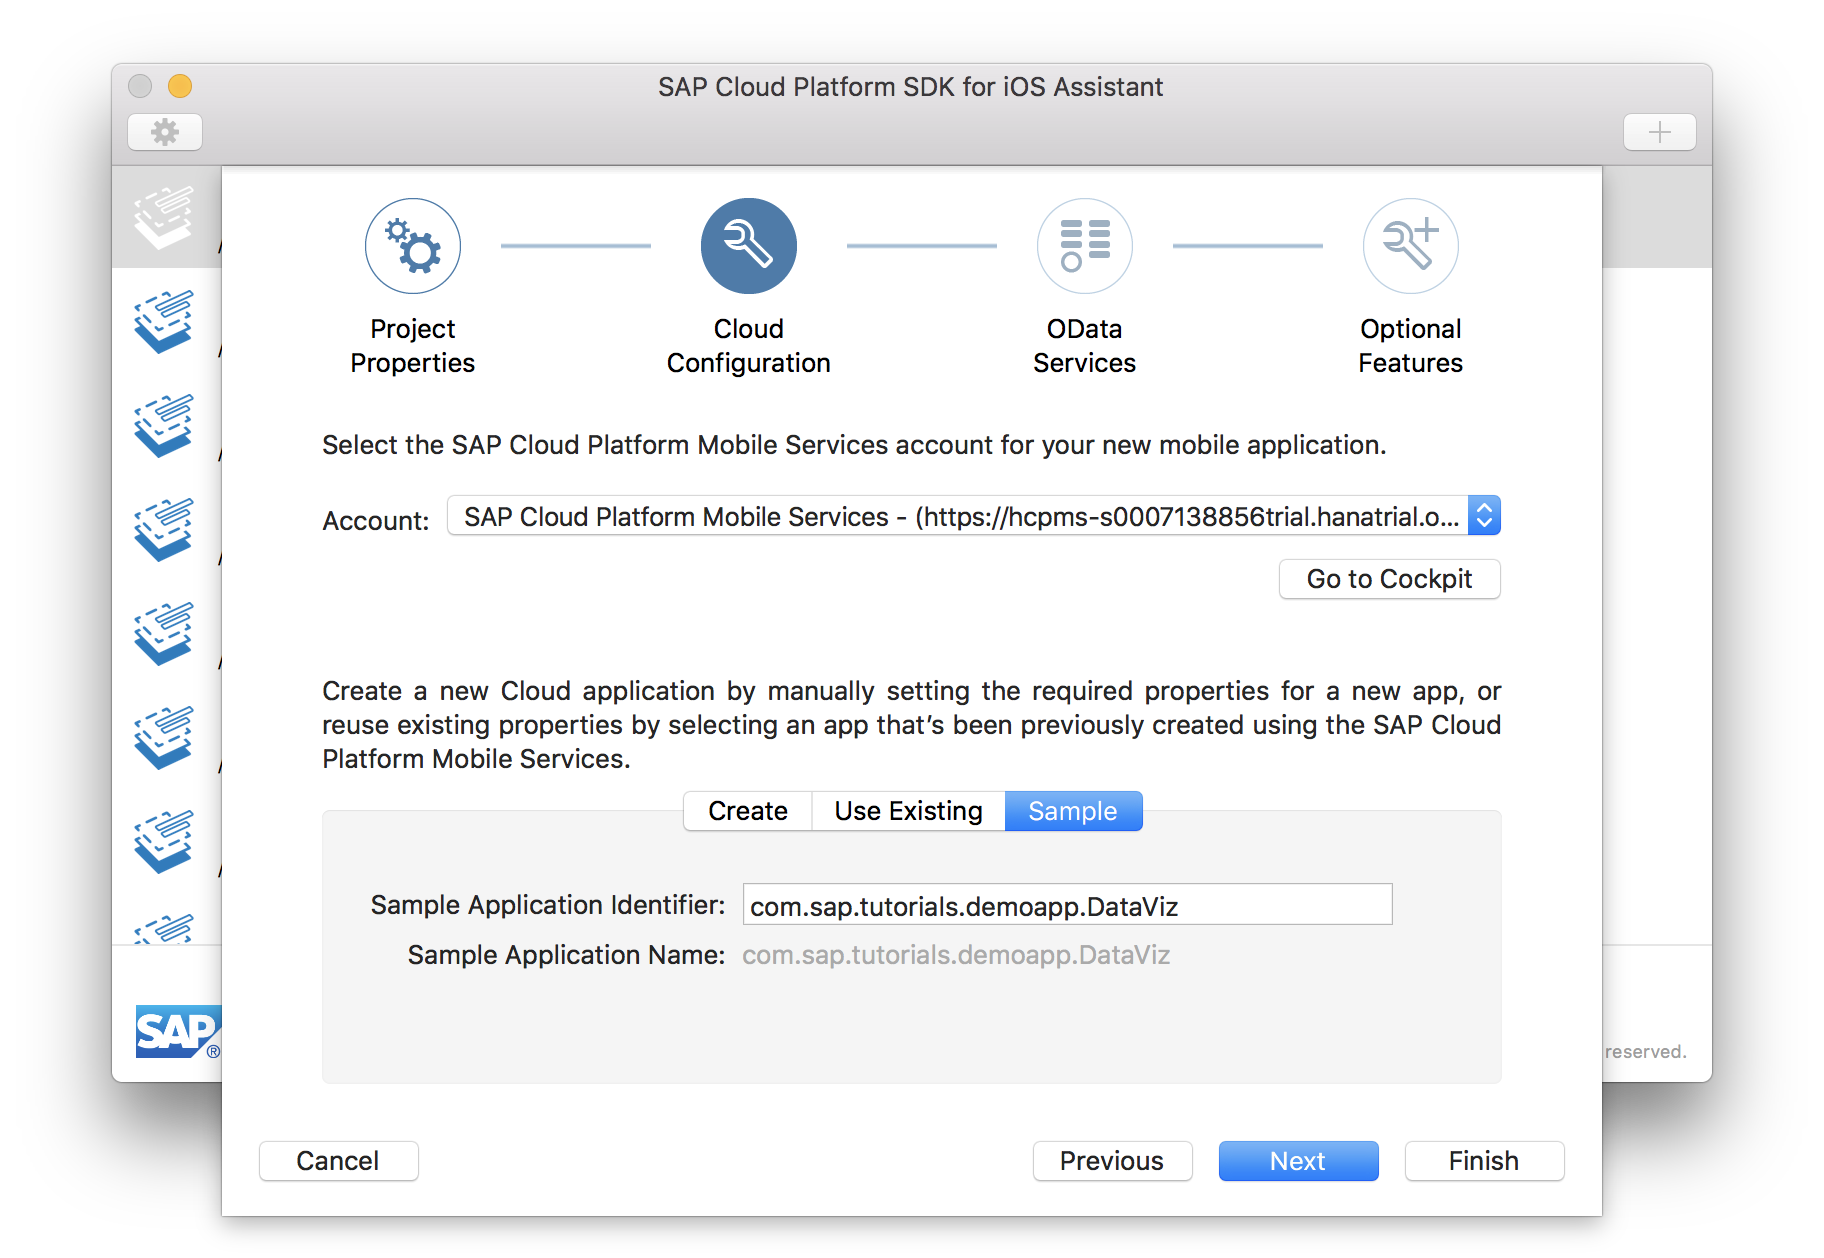 SAP Cloud Platform SDK for iOS Assistant
Project
Properties
Cloud
Configuration
OData
Services
Optional
Features
Select the SAP Cloud Platform Mobile Services account for your new mobile application.
Account: SAP Cloud Platform Mobile Services - (https://hcpms-s0007138856trial.hanatrial.o...
Go to Cockpit
Create a new Cloud application by manually setting the required properties for a new app, or
reuse existing properties by selecting an app that’s been previously created using the SAP Cloud
Platform Mobile Services.
Create Use Existing Sample
Sample Application Identifier: com.sap.tutorials.demoapp.DataViz
Sample Application Name: com.sap.tutorials.demoapp.DataViz
SAP ®
reserved.
Cancel Previous Next Finish